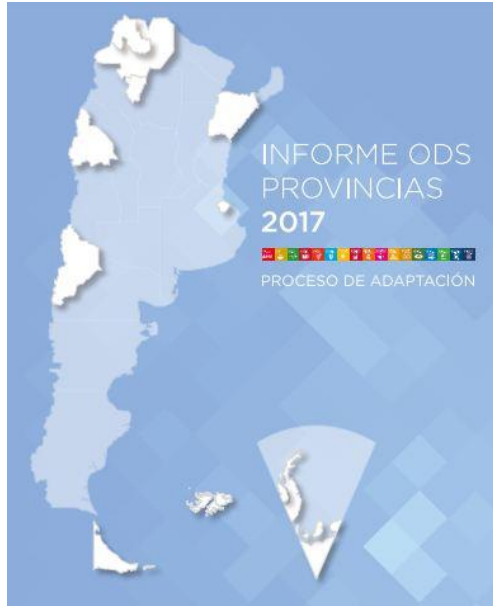 INFORME ODS
PROVINCIAS
2017
PROCESO DE ADAPTACIÓN